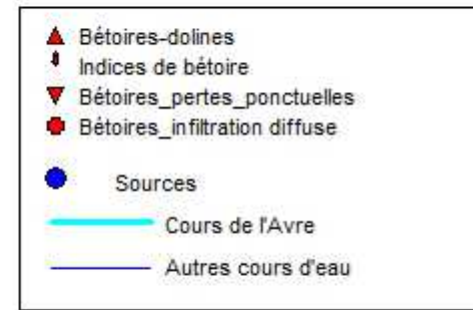 Bétoires-dolines
Indices de bétoire
Bétoires_pertes_ponctuelles
Bétoires_infiltration diffuse
Sources
Cours de l'Avre
Autres cours d'eau